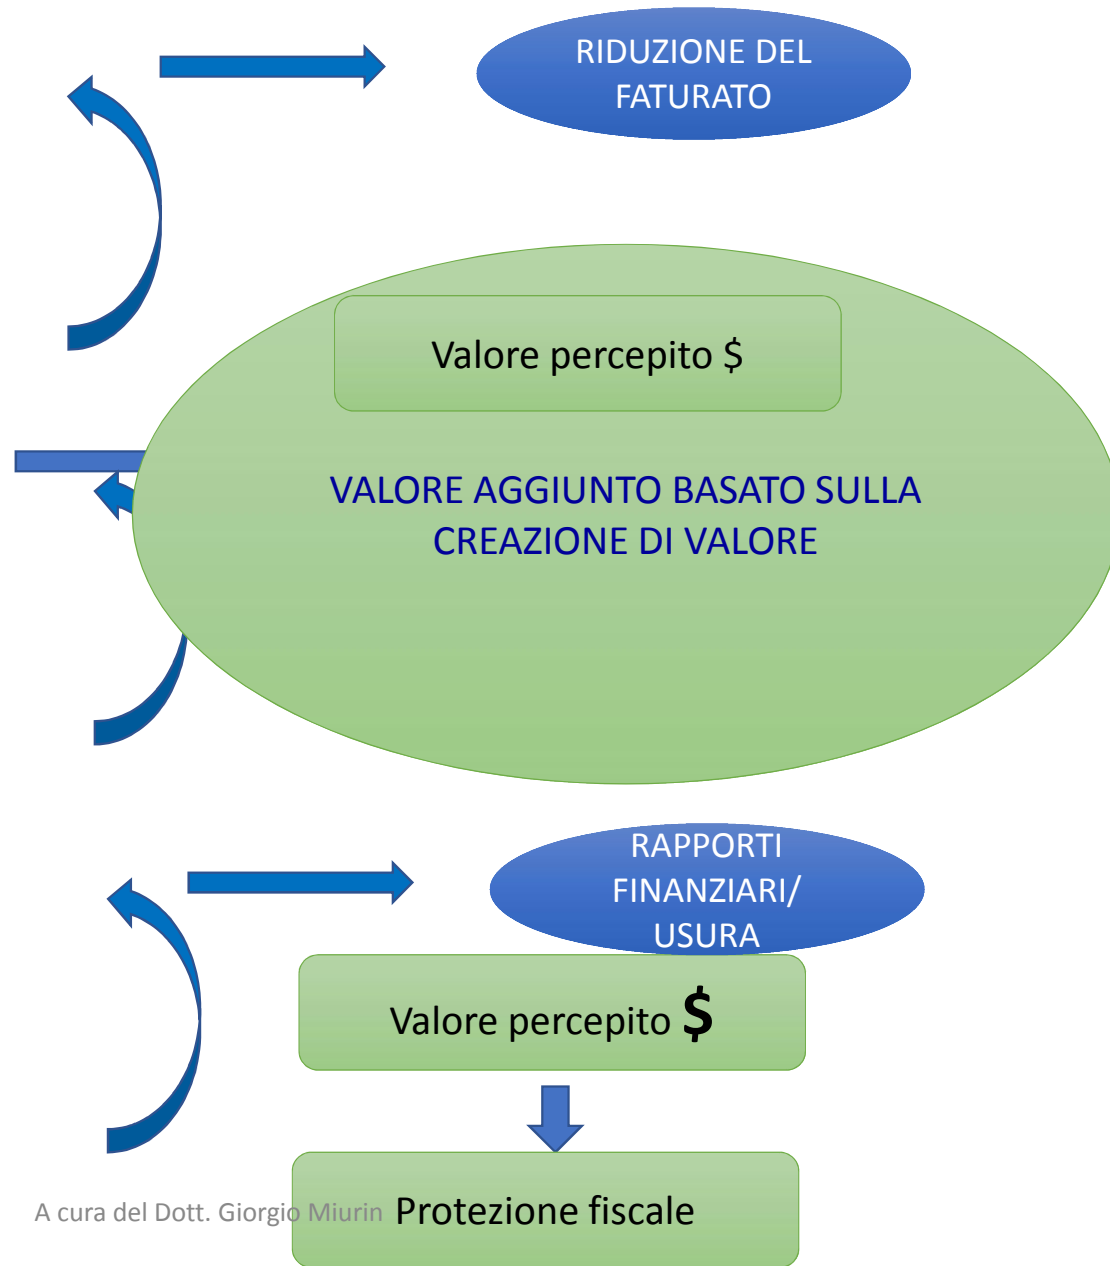 RIDUZIONE DEL
FATURATO
Valore percepito $
VALORE AGGIUNTO BASATO SULLA
CREAZIONE DI VALORE
RAPPORTI
FINANZIARI/
USURA
Valore percepito $
Protezione fiscale
A cura del Dott. Giorgio Miurin